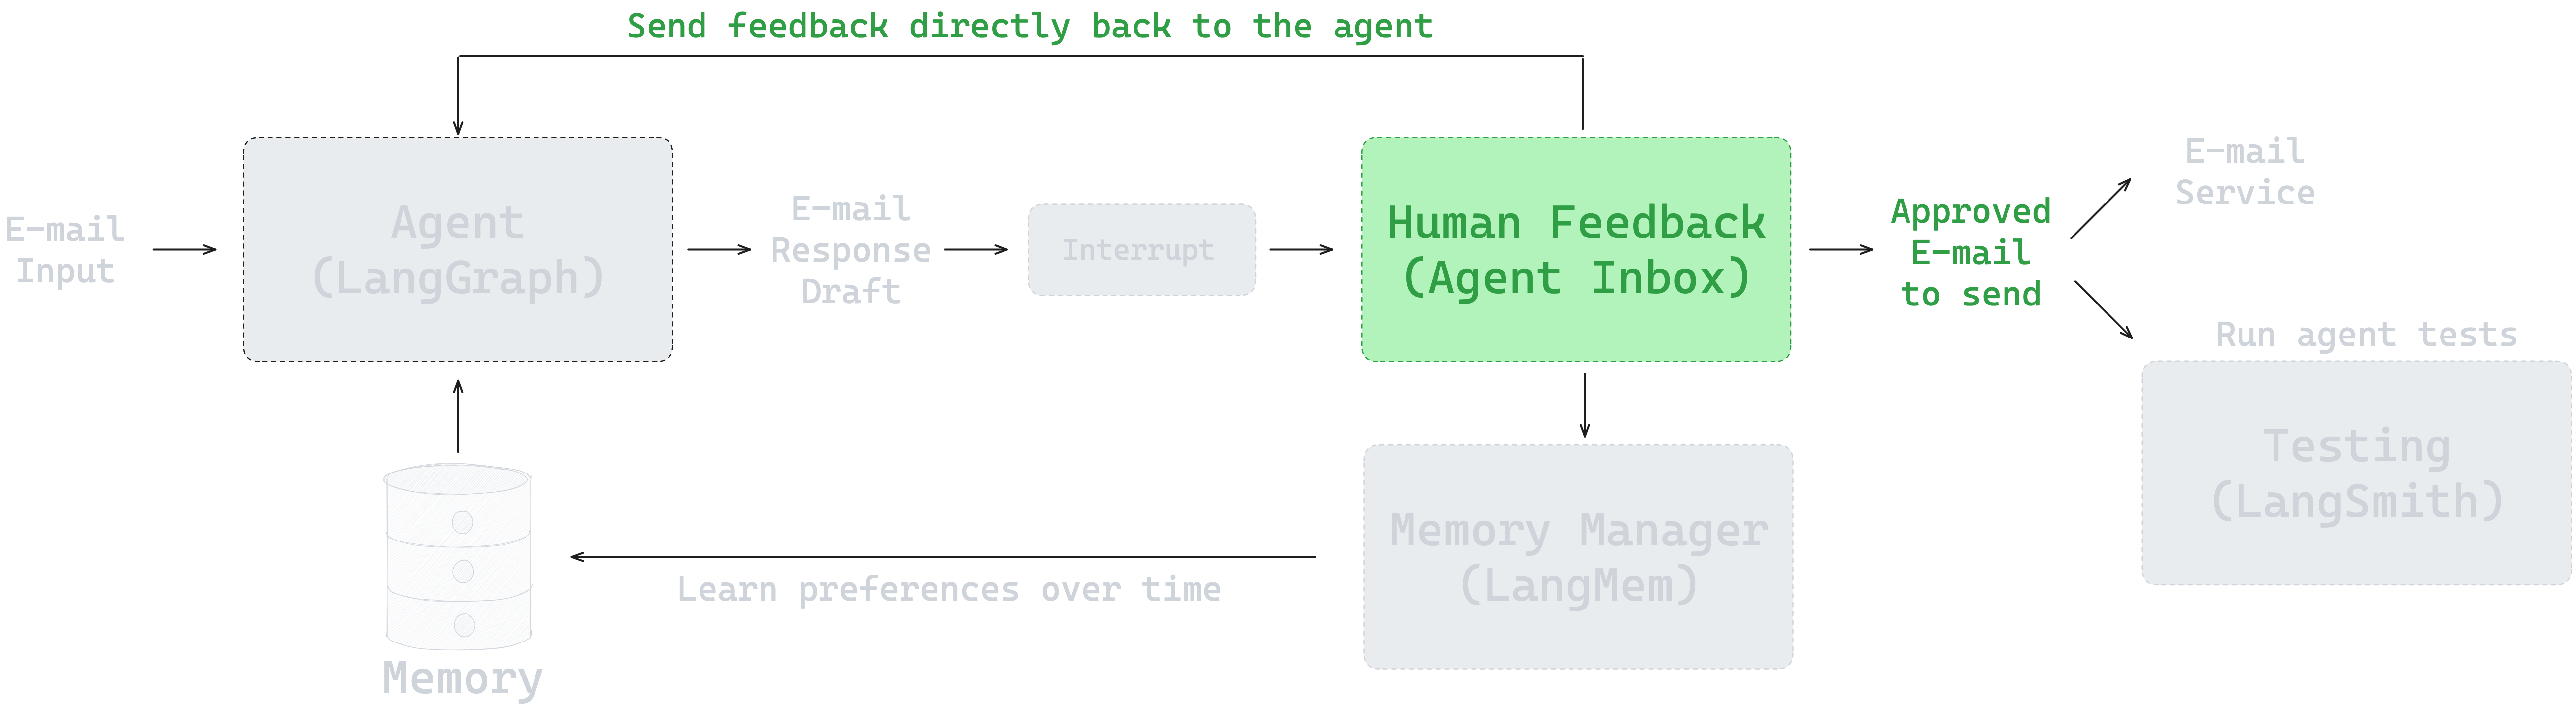 Send feedback directly back to the agent
E-mail
Input
Agent
(LangGraph)
E-mail
Response
Draft
Interrupt
Human Feedback
(Agent Inbox)
Approved
E-mail
to send
E-mail
Service
Run agent tests
Testing
(LangSmith)
Memory Manager
(LangMem)
Learn preferences over time
Memory